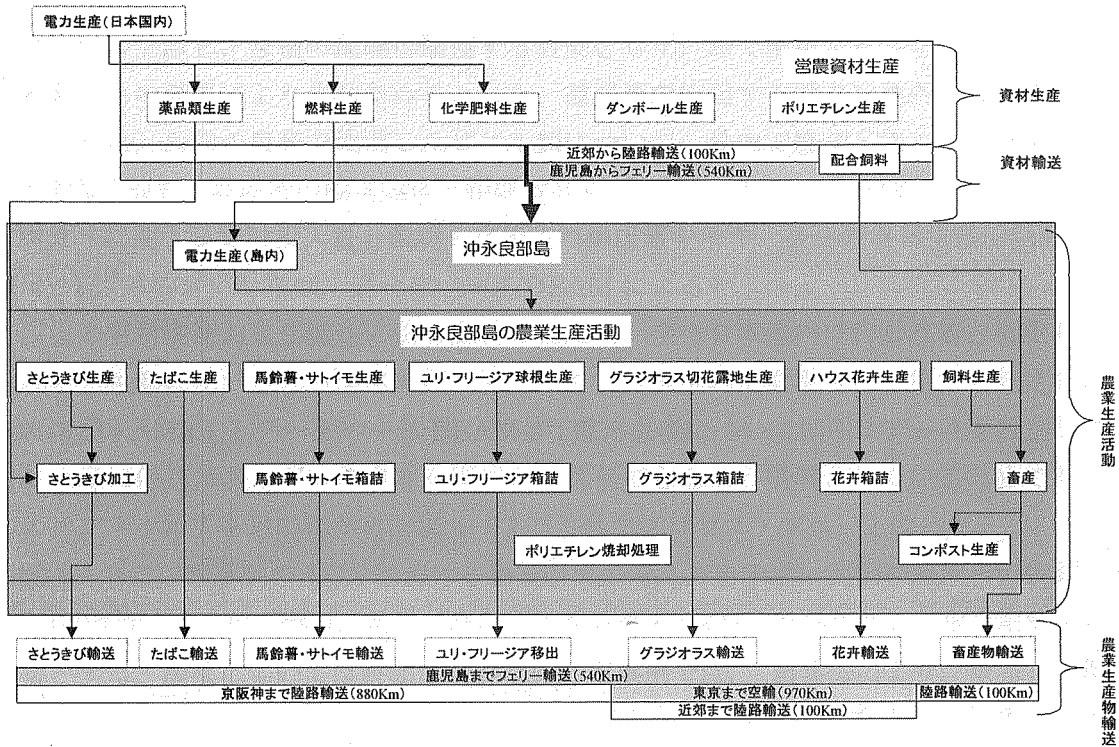 電力生産(日本国内)
営農資材生産
薬品類生産
燃料生産
化学肥料生産
ダンボール生産
ポリエチレン生産
資材生産
近郊から陸路輸送(100Km)
配合飼料
鹿児島からフェリー輸送(540Km)
資材輸送
電力生産(島内)
沖永良部島
沖永良部島の農業生産活動
さとうきび生産
たばこ生産
馬鈴薯・サトイモ生産
ユリ・フリージア球根生産
グラジオラス切花露地生産
ハウス花卉生産
飼料生産
農業生産活動
さとうきび加工
馬鈴薯・サトイモ箱詰
ユリ・フリージア箱詰
グラジオラス箱詰
花卉箱詰
畜産
ポリエチレン焼却処理
コンポスト生産
さとうきび輸送
たばこ輸送
馬鈴薯・サトイモ輸送
ユリ・フリージア移出
グラジオラス輸送
花卉輸送
畜産物輸送
鹿児島までフェリー輸送(540Km)
京阪神まで陸路輸送(880Km)
東京まで空輸(970Km)
陸路輸送(100Km)
近郊まで陸路輸送(100Km)
農業生産物輸送